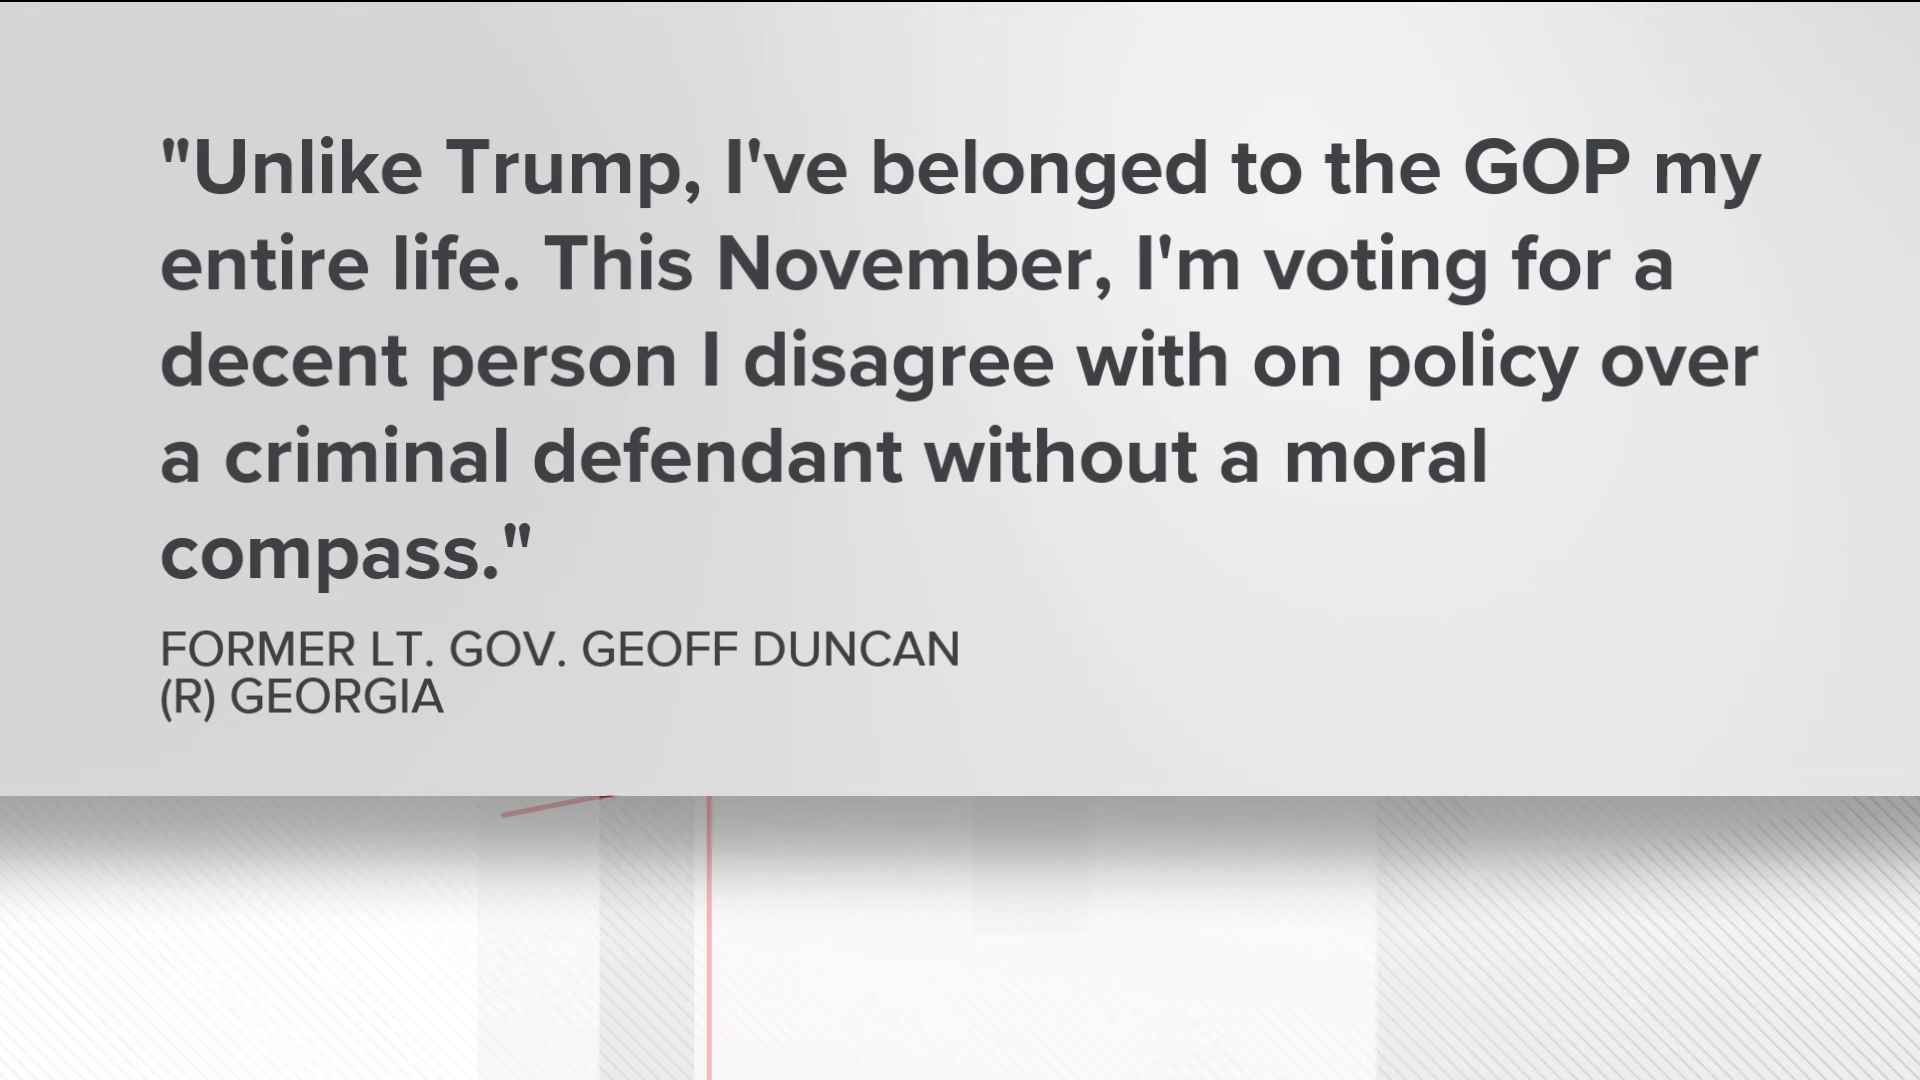 "Unlike Trump, I've belonged to the GOP my
entire life. This November, I'm voting for a
decent person I disagree with on policy over
a criminal defendant without a moral
compass."
FORMER LT. GOV. GEOFF DUNCAN
(R) GEORGIA